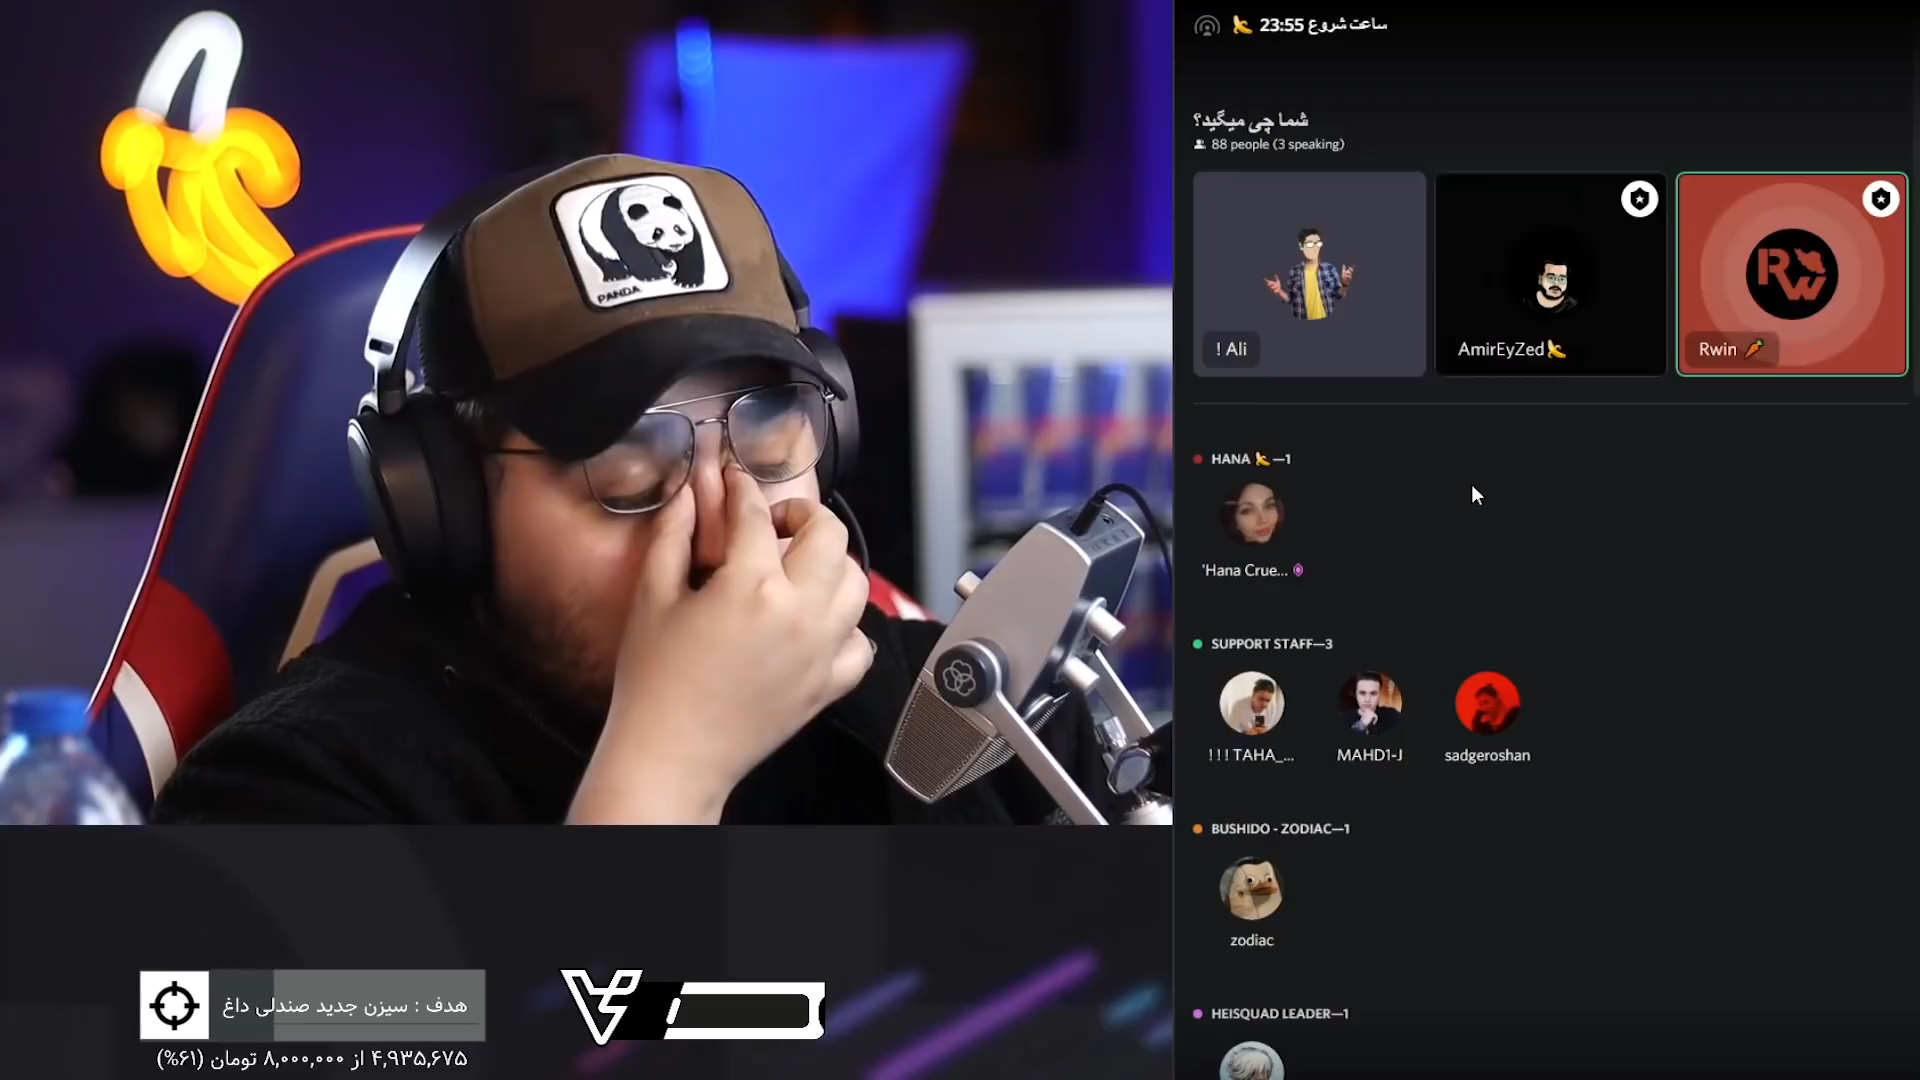 PANDA
ساعت شروع 23:55
شما چی میگید؟
88 people (3 speaking)
! Ali
AmirEyZed
Rwin
RW
HANA —1
'Hana Crue...
SUPPORT STAFF—3
!!! TAHA_...
MAHD1-J
sadgeroshan
BUSHIDO - ZODIAC—1
zodiac
HEISQUAD LEADER—1
هدف : سیزن جدید صندلی داغ
۴,۹۳۵,۶۷۵ از ۸,۰۰۰,۰۰۰ تومان (۶۱%)